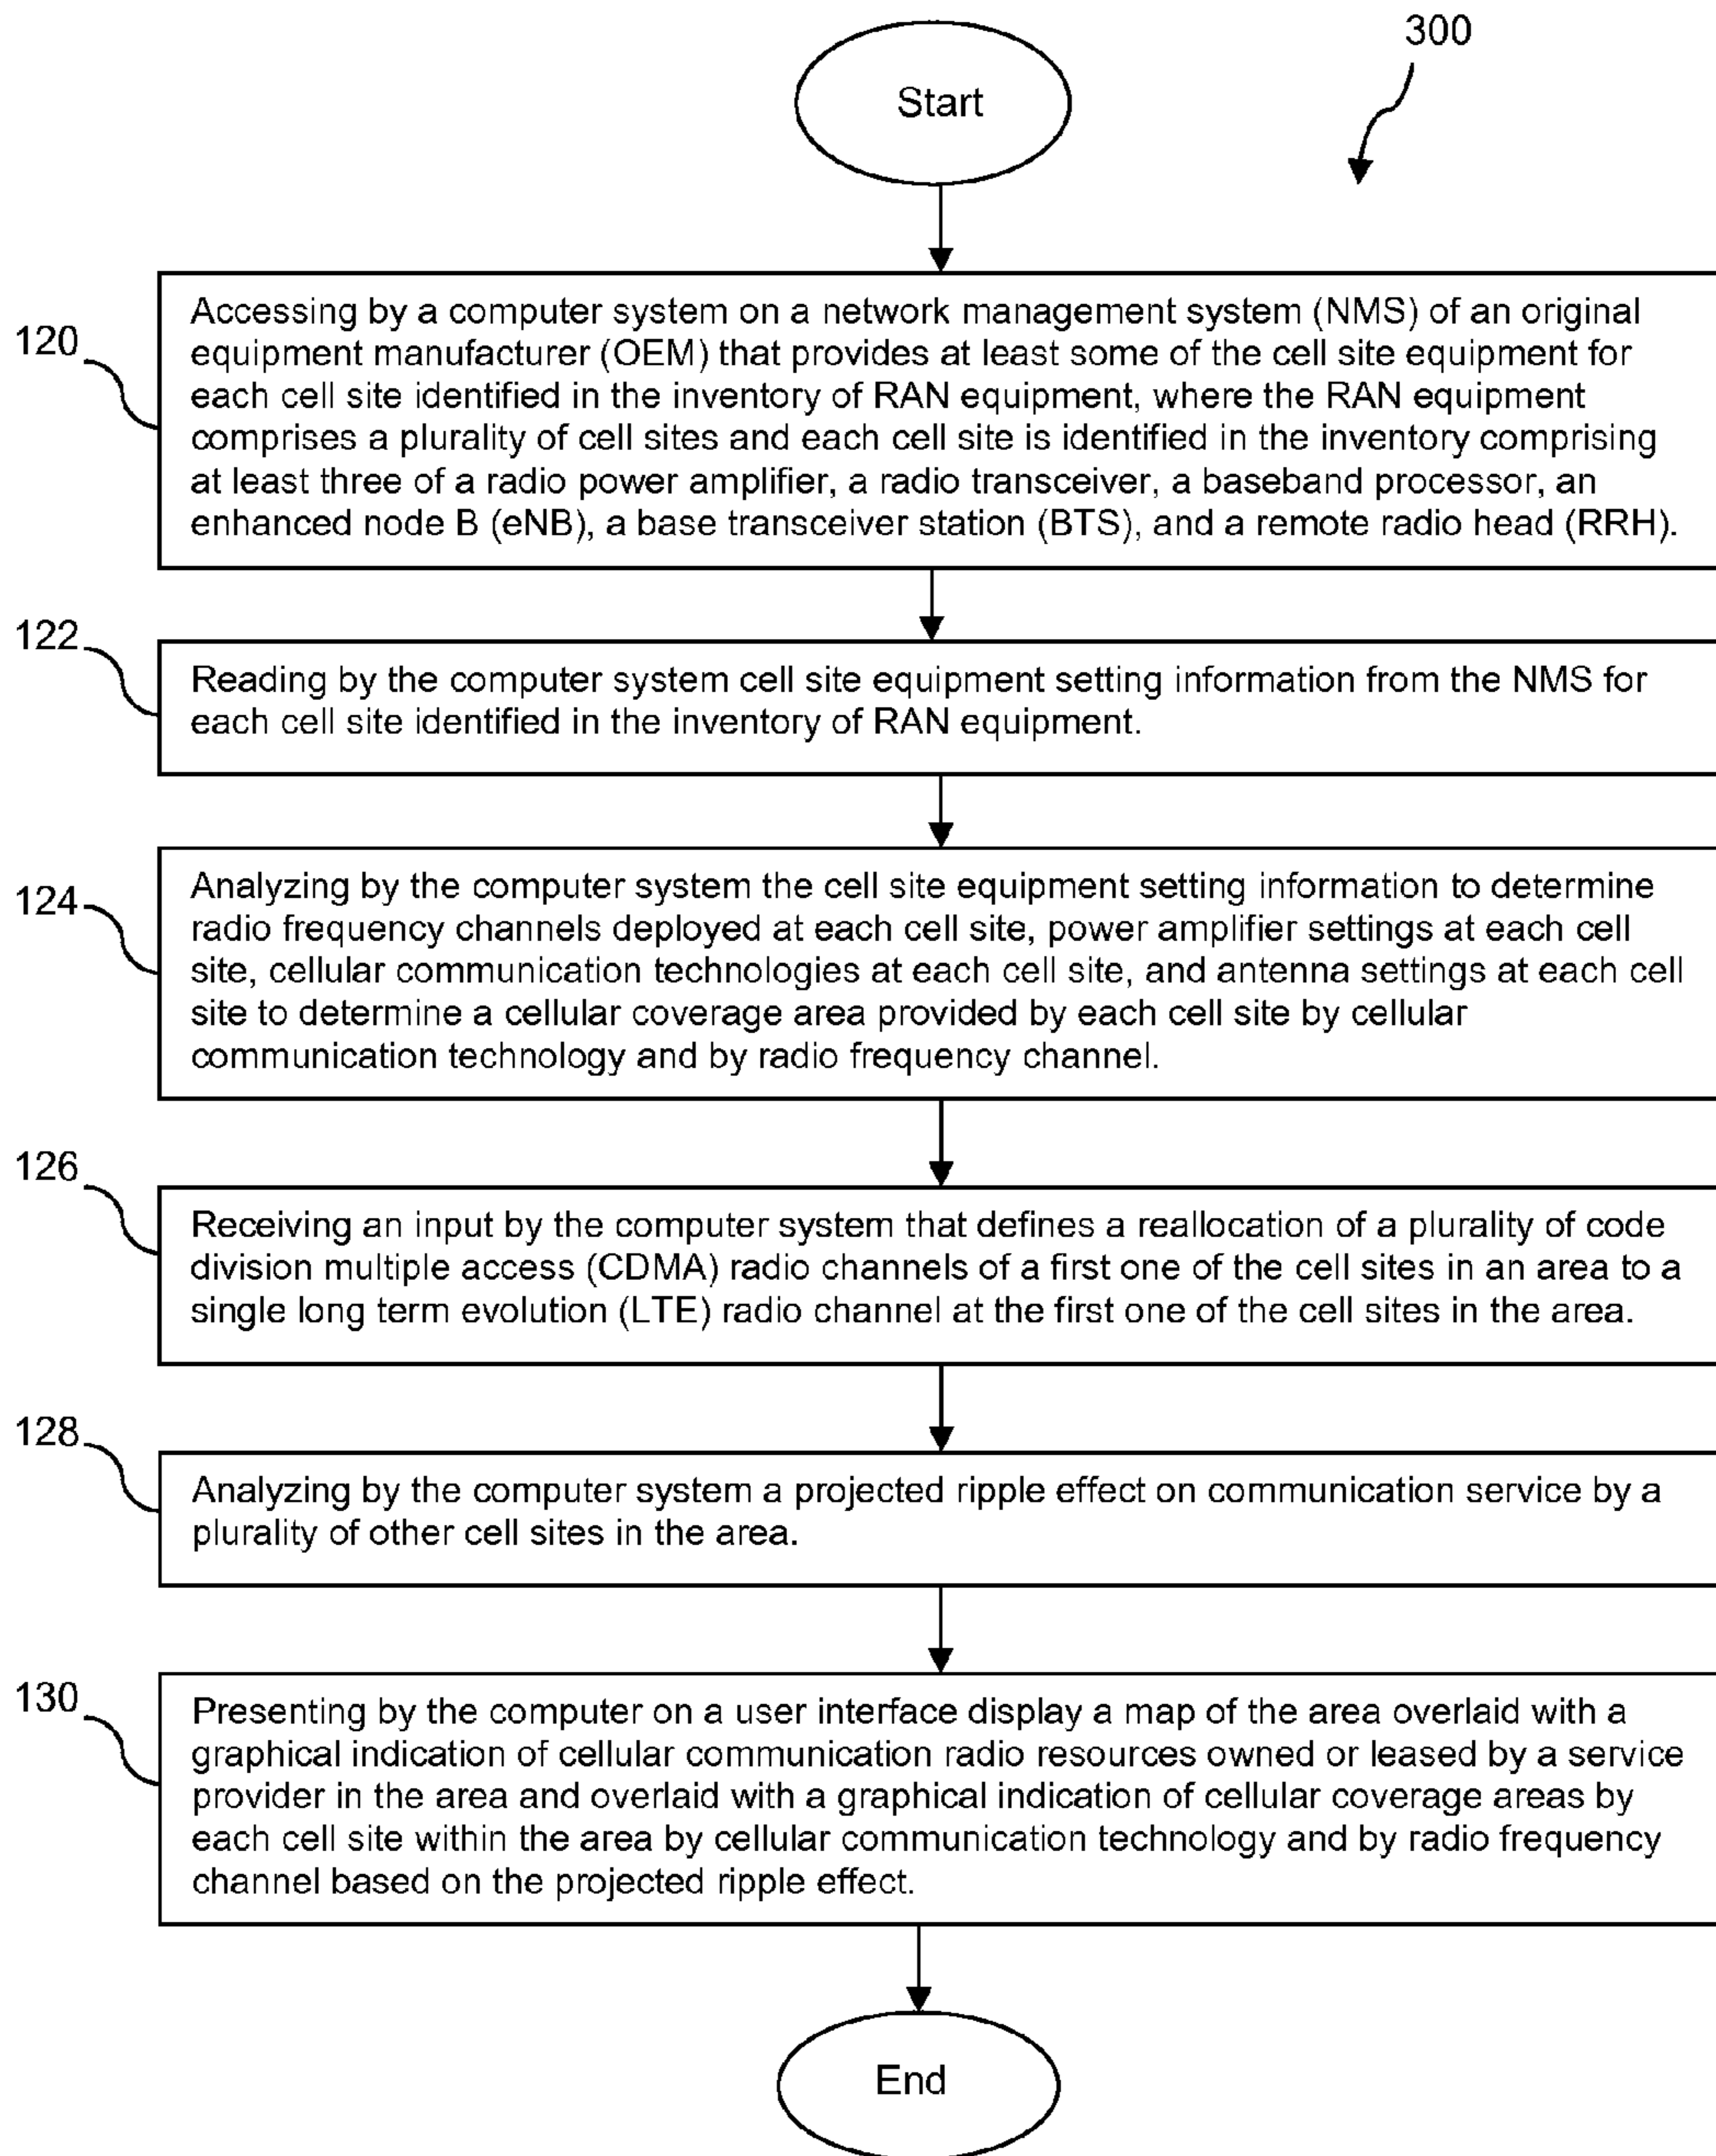 300
Start
120
Accessing by a computer system on a network management system (NMS) of an original
equipment manufacturer (OEM) that provides at least some of the cell site equipment for
each cell site identified in the inventory of RAN equipment, where the RAN equipment
comprises a plurality of cell sites and each cell site is identified in the inventory comprising
at least three of a radio power amplifier, a radio transceiver, a baseband processor, an
enhanced node B (eNB), a base transceiver station (BTS), and a remote radio head (RRH).
122
Reading by the computer system cell site equipment setting information from the NMS for
each cell site identified in the inventory of RAN equipment.
124
Analyzing by the computer system the cell site equipment setting information to determine
radio frequency channels deployed at each cell site, power amplifier settings at each cell
site, cellular communication technologies at each cell site, and antenna settings at each cell
site to determine a cellular coverage area provided by each cell site by cellular
communication technology and by radio frequency channel.
126
Receiving an input by the computer system that defines a reallocation of a plurality of code
division multiple access (CDMA) radio channels of a first one of the cell sites in an area to a
single long term evolution (LTE) radio channel at the first one of the cell sites in the area.
128
Analyzing by the computer system a projected ripple effect on communication service by a
plurality of other cell sites in the area.
130
Presenting by the computer on a user interface display a map of the area overlaid with a
graphical indication of cellular communication radio resources owned or leased by a service
provider in the area and overlaid with a graphical indication of cellular coverage areas by
each cell site within the area by cellular communication technology and by radio frequency
channel based on the projected ripple effect.
End